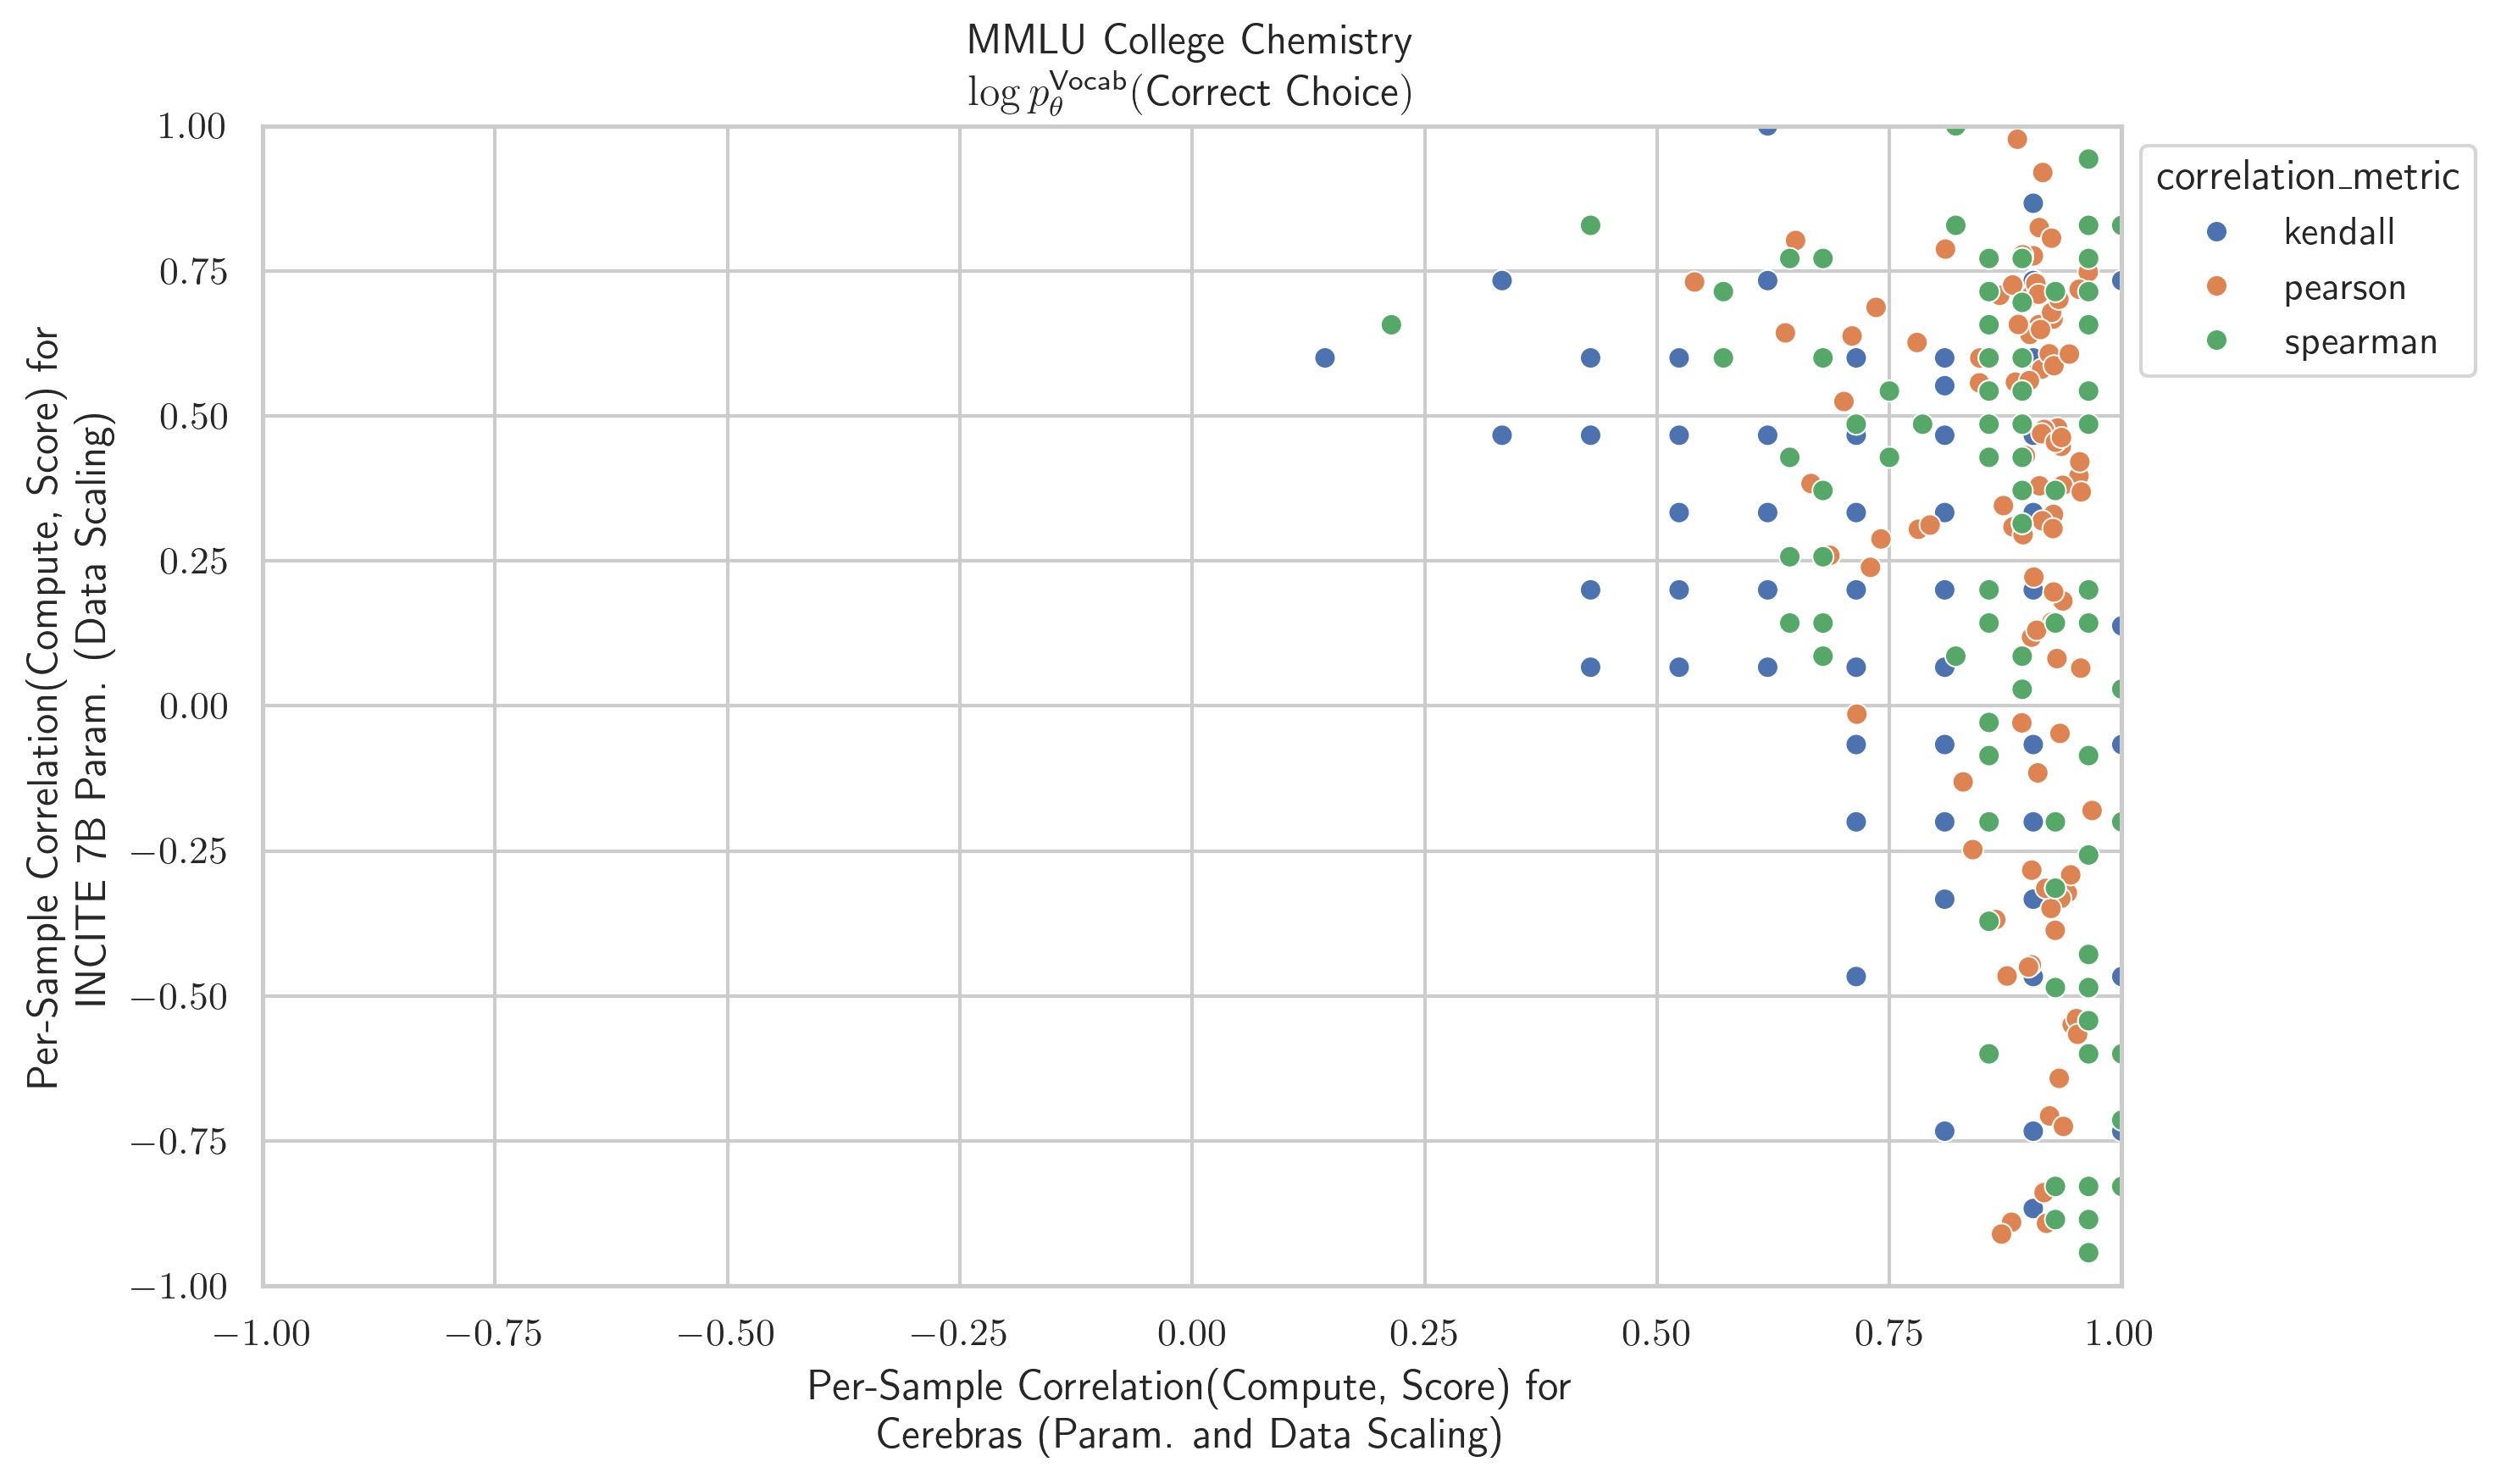 MMLU College Chemistry
log p_θ^Vocab(Correct Choice)
1.00
0.75
0.50
0.25
0.00
−0.25
−0.50
−0.75
−1.00
Per-Sample Correlation(Compute, Score) for
INCITE 7B Param. (Data Scaling)
correlation_metric
kendall
pearson
spearman
−1.00
−0.75
−0.50
−0.25
0.00
0.25
0.50
0.75
1.00
Per-Sample Correlation(Compute, Score) for
Cerebras (Param. and Data Scaling)